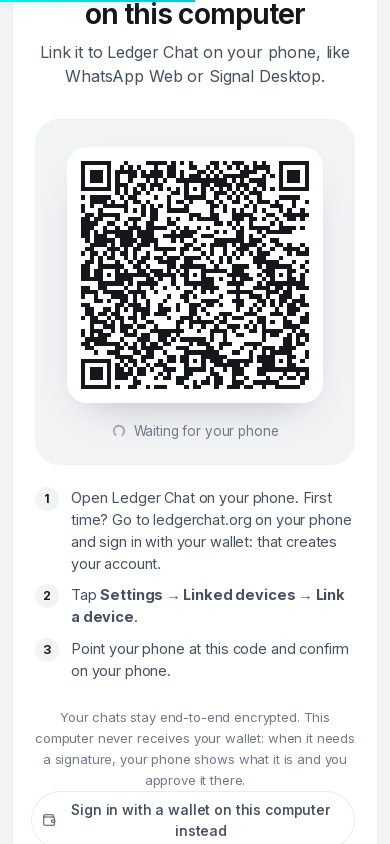 on this computer
Link it to Ledger Chat on your phone, like
WhatsApp Web or Signal Desktop.
Waiting for your phone
1 Open Ledger Chat on your phone. First
time? Go to ledgerchat.org on your phone
and sign in with your wallet: that creates
your account.
2 Tap Settings → Linked devices → Link
a device.
3 Point your phone at this code and confirm
on your phone.
Your chats stay end-to-end encrypted. This
computer never receives your wallet: when it needs
a signature, your phone shows what it is and you
approve it there.
Sign in with a wallet on this computer
instead